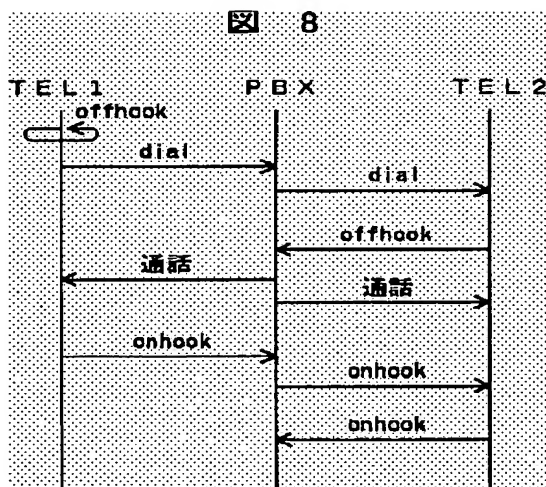 図 8
TEL1 PBX TEL2
offhook
dial
dial
offhook
通話
通話
onhook
onhook
onhook